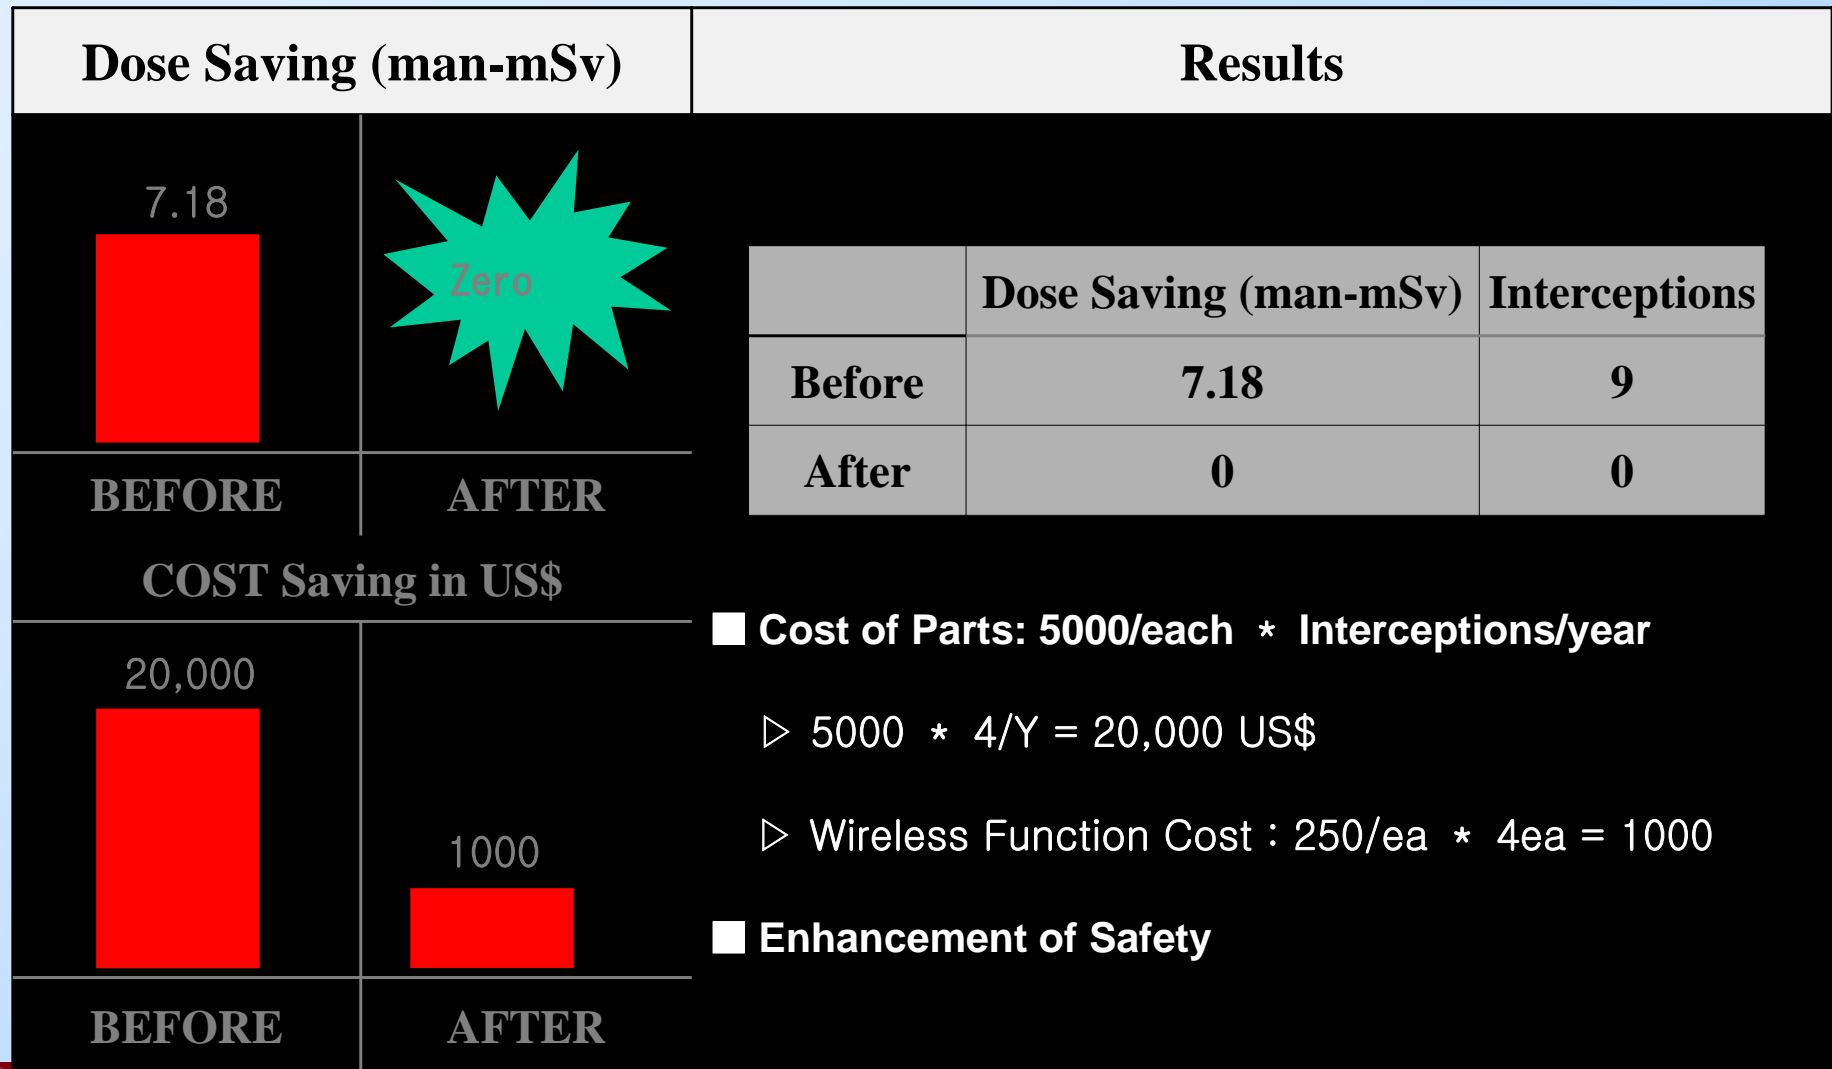 Dose Saving (man-mSv)
Results
7.18
Zero
BEFORE
AFTER
COST Saving in US$
20,000
1000
BEFORE
AFTER
Dose Saving (man-mSv) Interceptions
Before 7.18 9
After 0 0
■ Cost of Parts: 5000/each * Interceptions/year
▷ 5000 * 4/Y = 20,000 US$
▷ Wireless Function Cost : 250/ea * 4ea = 1000
■ Enhancement of Safety